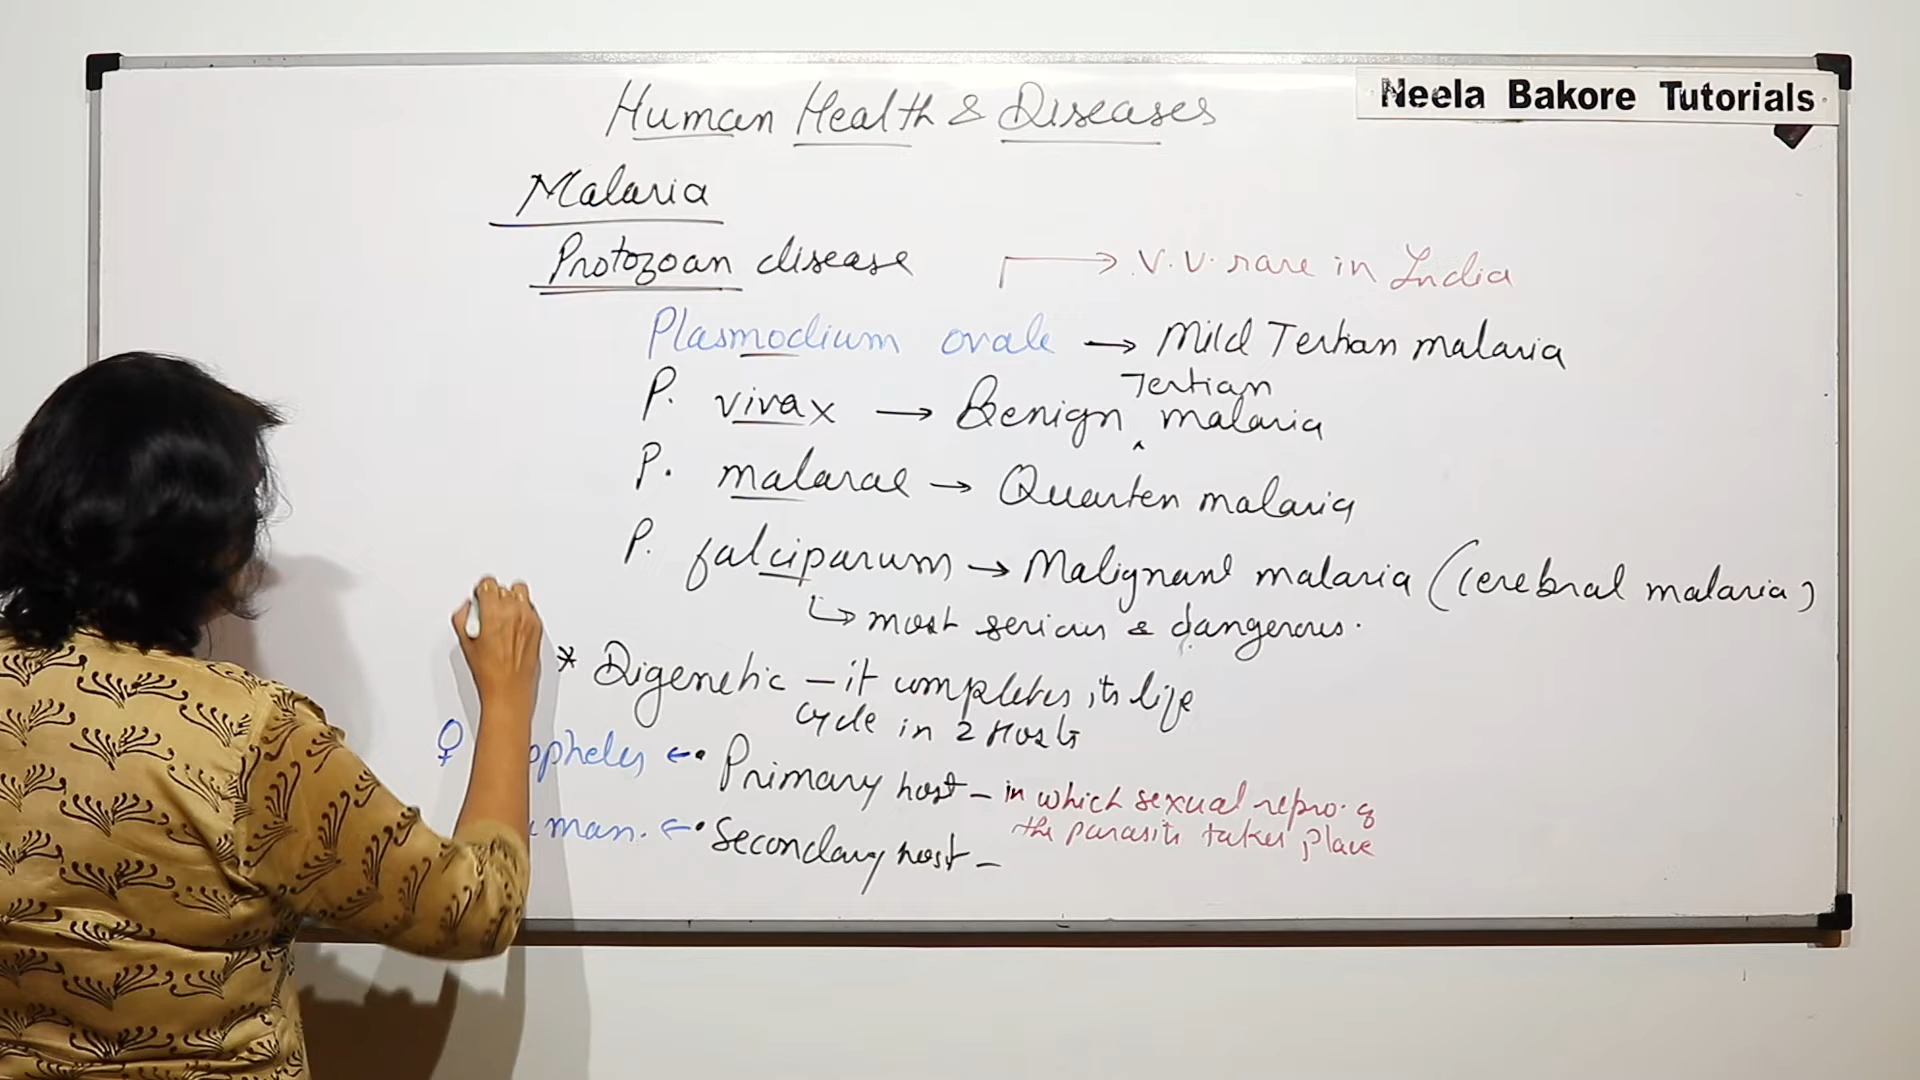 Neela Bakore Tutorials
Human Health & Diseases
Malaria
Protozoan disease
→ V.V. rare in India
Plasmodium ovale → Mild Tertian malaria
Tertian
P. vivax → Benign ^ malaria
P. malarae → Quarten malaria
P. falciparum → Malignant malaria (Cerebral malaria)
↳ most serious & dangerous.
* Digenetic – it completes its life
cycle in 2 Hosts
♀ opheles ← • Primary host – in which sexual repro. of
the parasite takes place
man. ← • Secondary host –